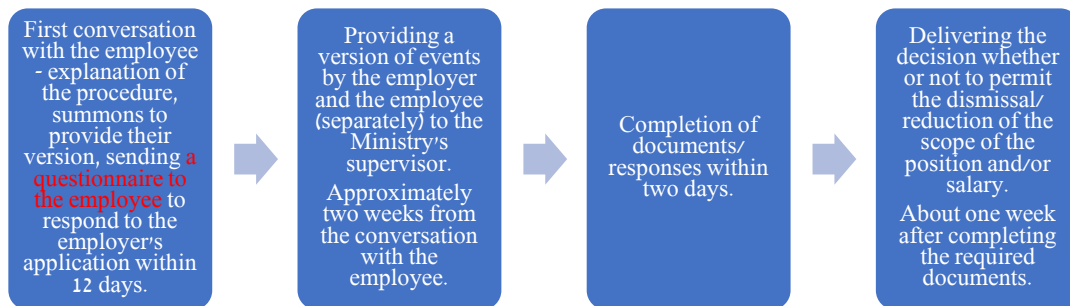 First conversation
with the employee
- explanation of
the procedure,
summons to
provide their
version, sending a
questionnaire to
the employee to
respond to the
employer's
application within
12 days.
Providing a
version of events
by the employer
and the employee
(separately) to the
Ministry's
supervisor.
Approximately
two weeks from
the conversation
with the
employee.
Completion of
documents/
responses within
two days.
Delivering the
decision whether
or not to permit
the dismissal/
reduction of the
scope of the
position and/or
salary.
About one week
after completing
the required
documents.